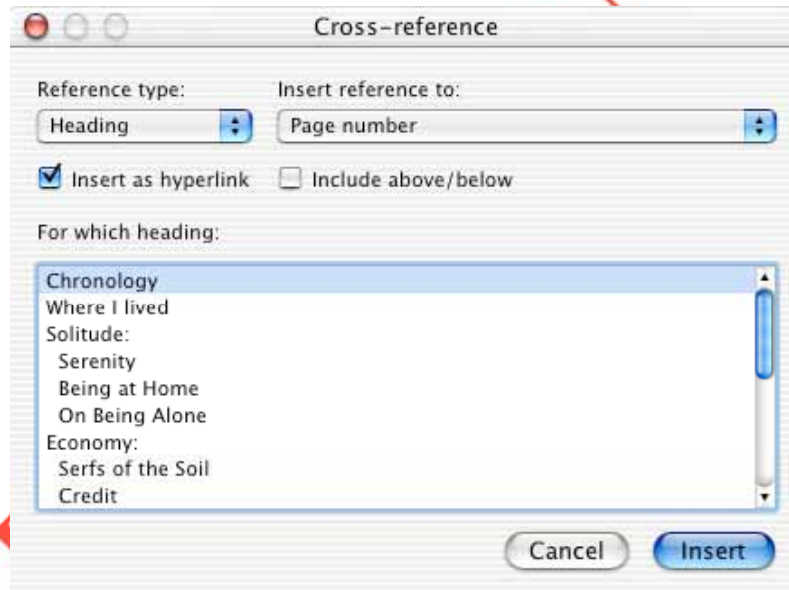 Cross-reference
Reference type: Insert reference to:
Heading Page number
Insert as hyperlink Include above/below
For which heading:
Chronology
Where I lived
Solitude:
Serenity
Being at Home
On Being Alone
Economy:
Serfs of the Soil
Credit
Cancel Insert